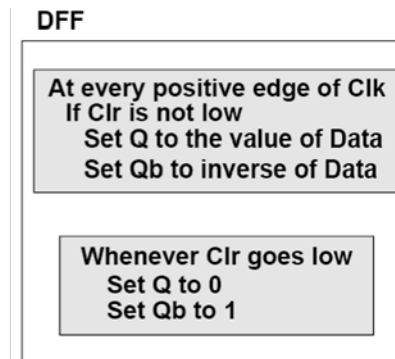 DFF
At every positive edge of Clk
If Clr is not low
Set Q to the value of Data
Set Qb to inverse of Data
Whenever Clr goes low
Set Q to 0
Set Qb to 1